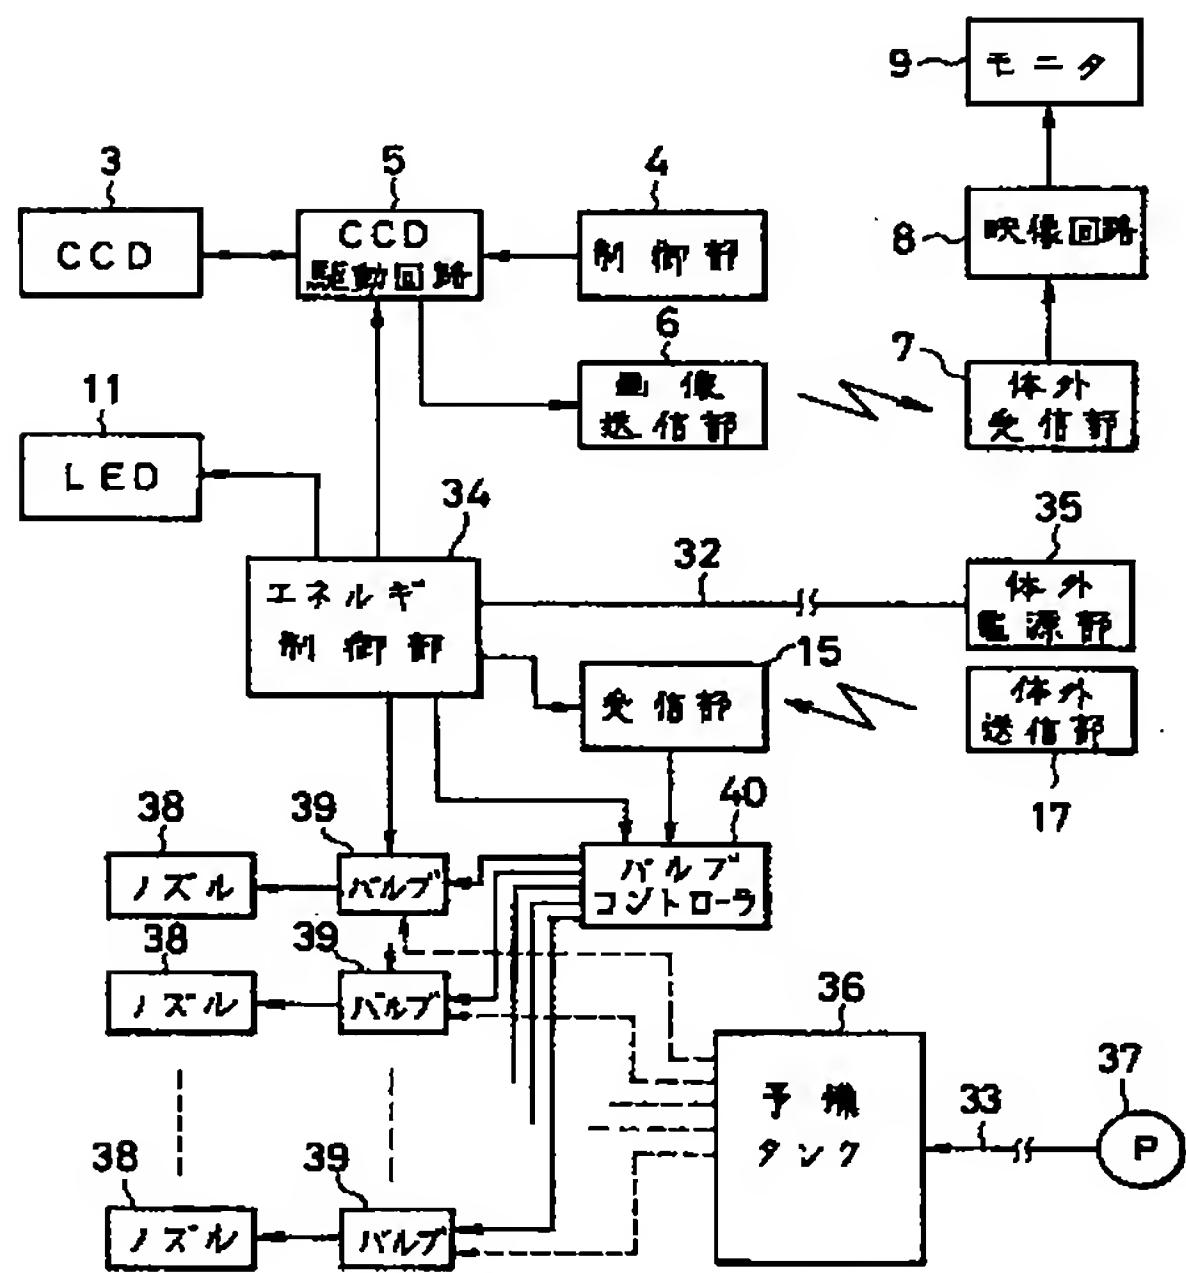 9
モニタ
3
5
4
8
映像回路
CCD
CCD
駆動回路
制御部
6
7
11
画像
送信部
体外
受信部
LED
34
35
32
エネルギ
制御部
体外
電源部
15
受信部
体外
送信部
17
38
39
40
ノズル
バルブ
バルブ
コントローラ
38
39
ノズル
バルブ
36
37
予備
タンク
33
P
38
39
ノズル
バルブ